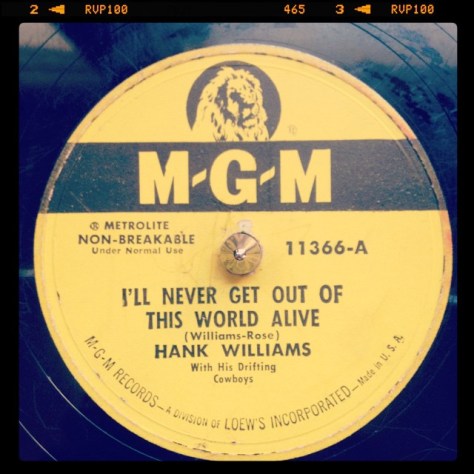 2 RVP100 465 3 RVP100
M-G-M
® METROLITE
NON-BREAKABLE
Under Normal Use
11366-A
I'LL NEVER GET OUT OF
THIS WORLD ALIVE
(Williams-Rose)
HANK WILLIAMS
With His Drifting
Cowboys
M-G-M RECORDS—A DIVISION OF LOEW'S INCORPORATED—Made in U. S. A.